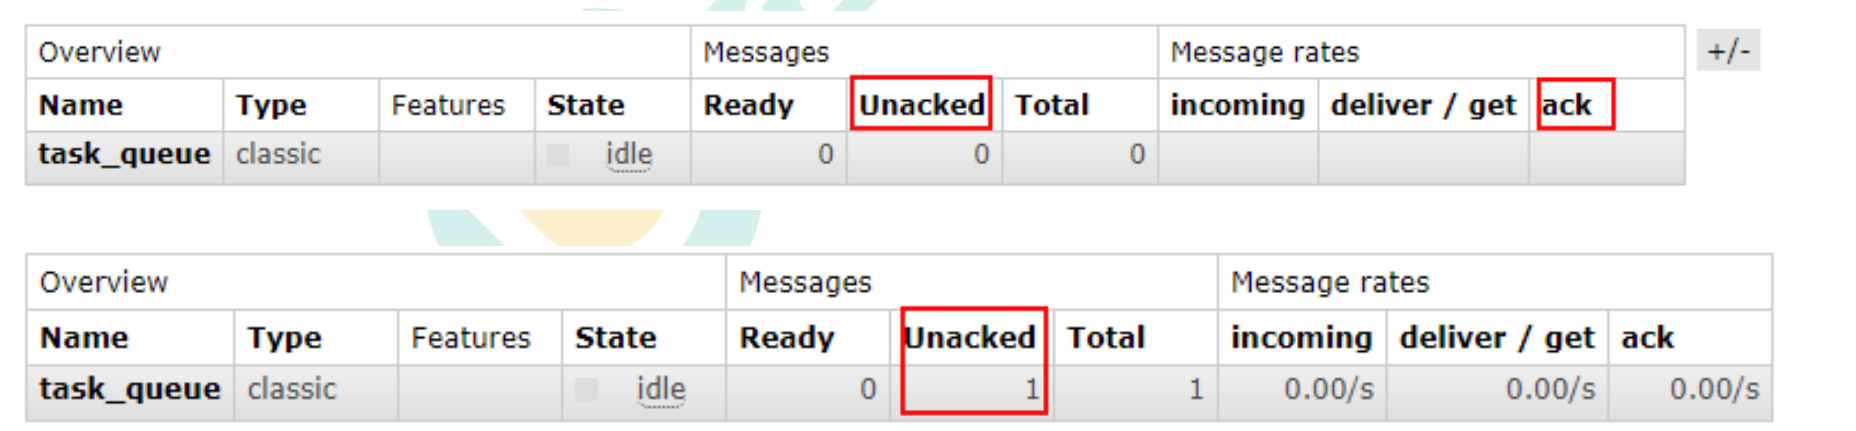 Overview Messages Message rates +/-
Name Type Features State Ready Unacked Total incoming deliver / get ack
task_queue classic idle 0 0 0
Overview Messages Message rates
Name Type Features State Ready Unacked Total incoming deliver / get ack
task_queue classic idle 0 1 1 0.00/s 0.00/s 0.00/s